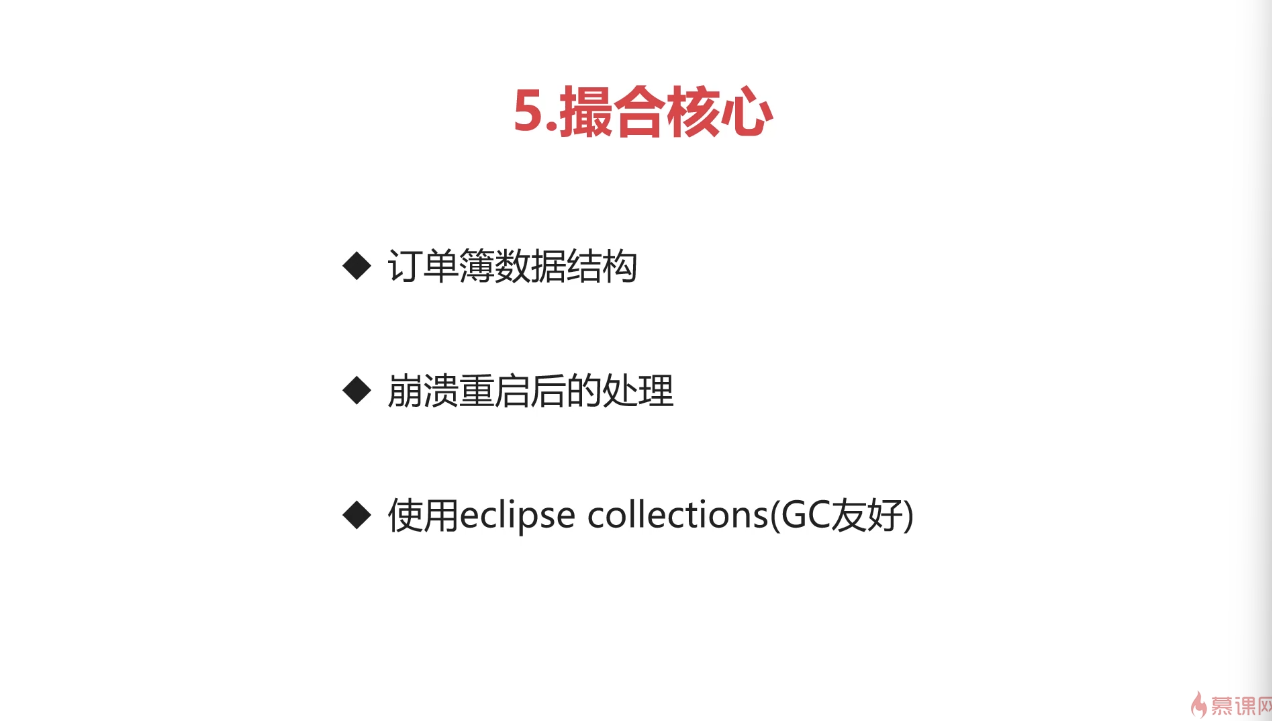 5.撮合核心
◆ 订单簿数据结构
◆ 崩溃重启后的处理
◆ 使用eclipse collections(GC友好)
慕课网